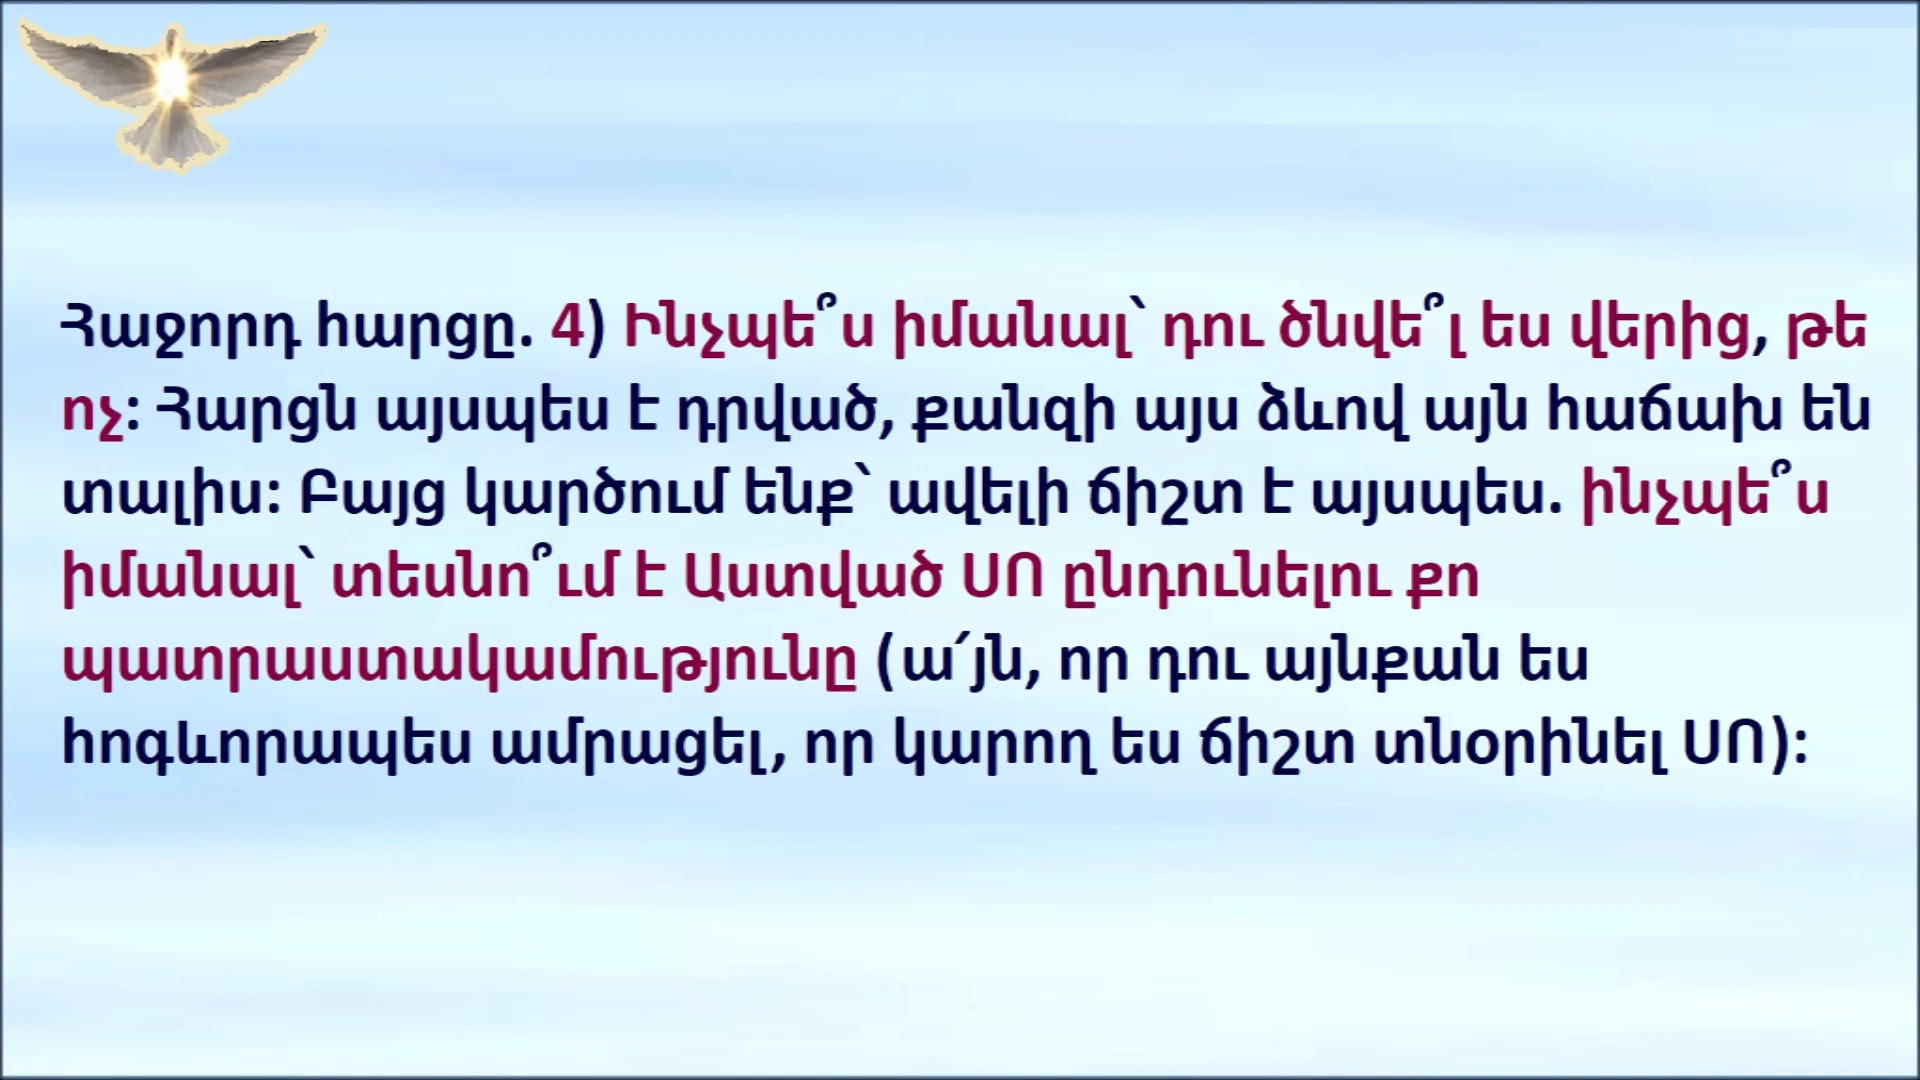 Հաջորդ հարցը. 4) Ինչպե՞ս իմանալ՝ դու ծնվե՞լ ես վերից, թե
ոչ: Հարցն այսպես է դրված, քանզի այս ձևով այն հաճախ են
տալիս: Բայց կարծում ենք՝ ավելի ճիշտ է այսպես. ինչպե՞ս
իմանալ՝ տեսնո՞ւմ է Աստված ՍՈ ընդունելու քո
պատրաստակամությունը (ա՛յն, որ դու այնքան ես
հոգևորապես ամրացել, որ կարող ես ճիշտ տնօրինել ՍՈ):